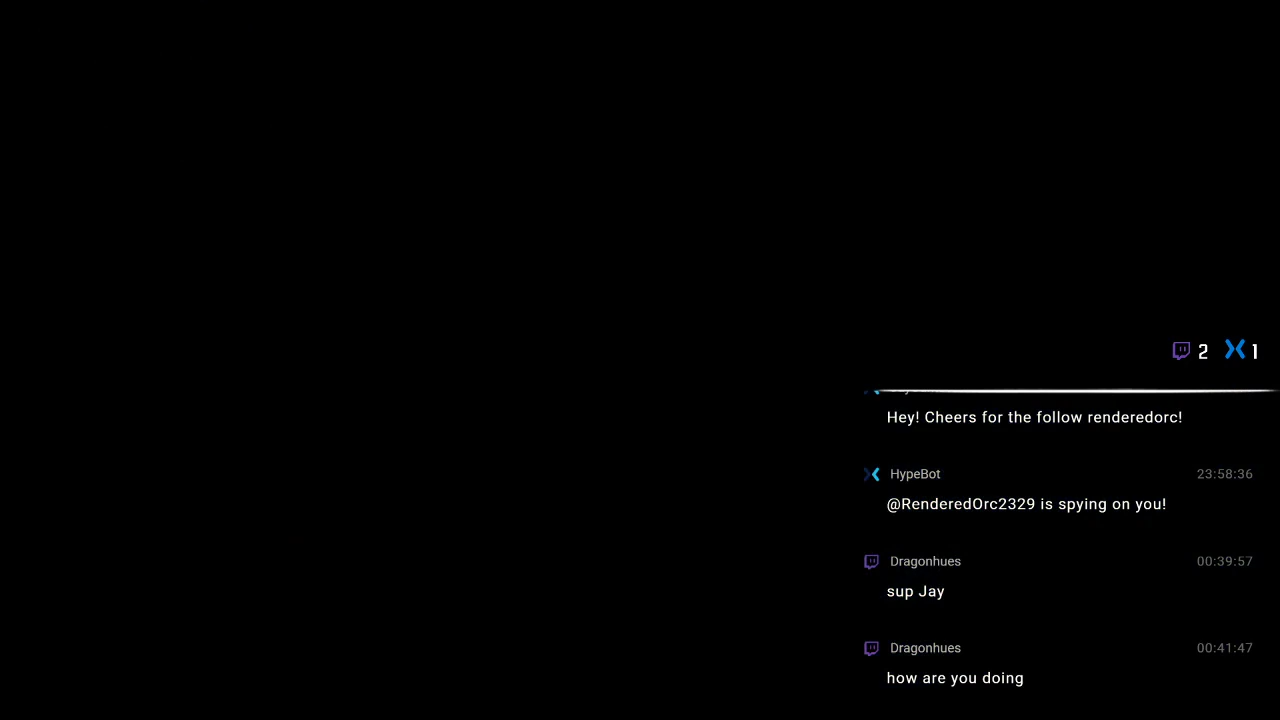 2 1
Hey! Cheers for the follow renderedorc!
HypeBot 23:58:36
@RenderedOrc2329 is spying on you!
Dragonhues 00:39:57
sup Jay
Dragonhues 00:41:47
how are you doing